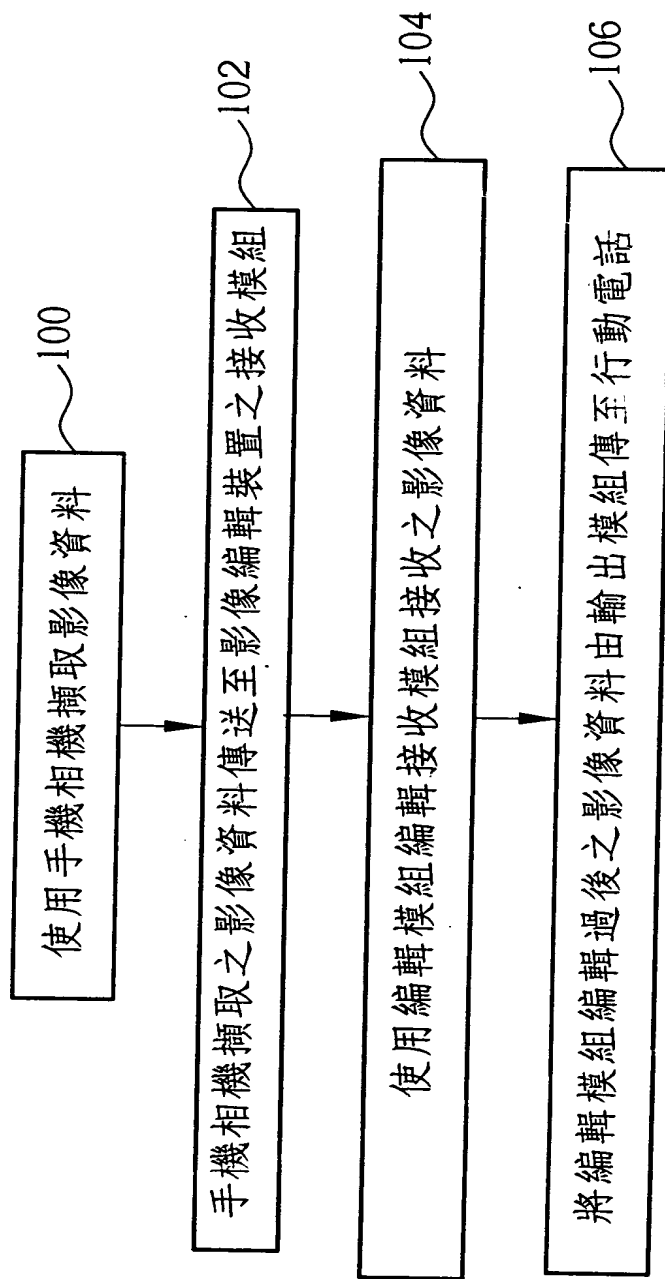 使用手機相機擷取影像資料
100
手機相機擷取之影像資料傳送至影像編輯裝置之接收模組
102
使用編輯模組編輯接收模組接收之影像資料
104
將編輯模組編輯過後之影像資料由輸出模組傳至行動電話
106